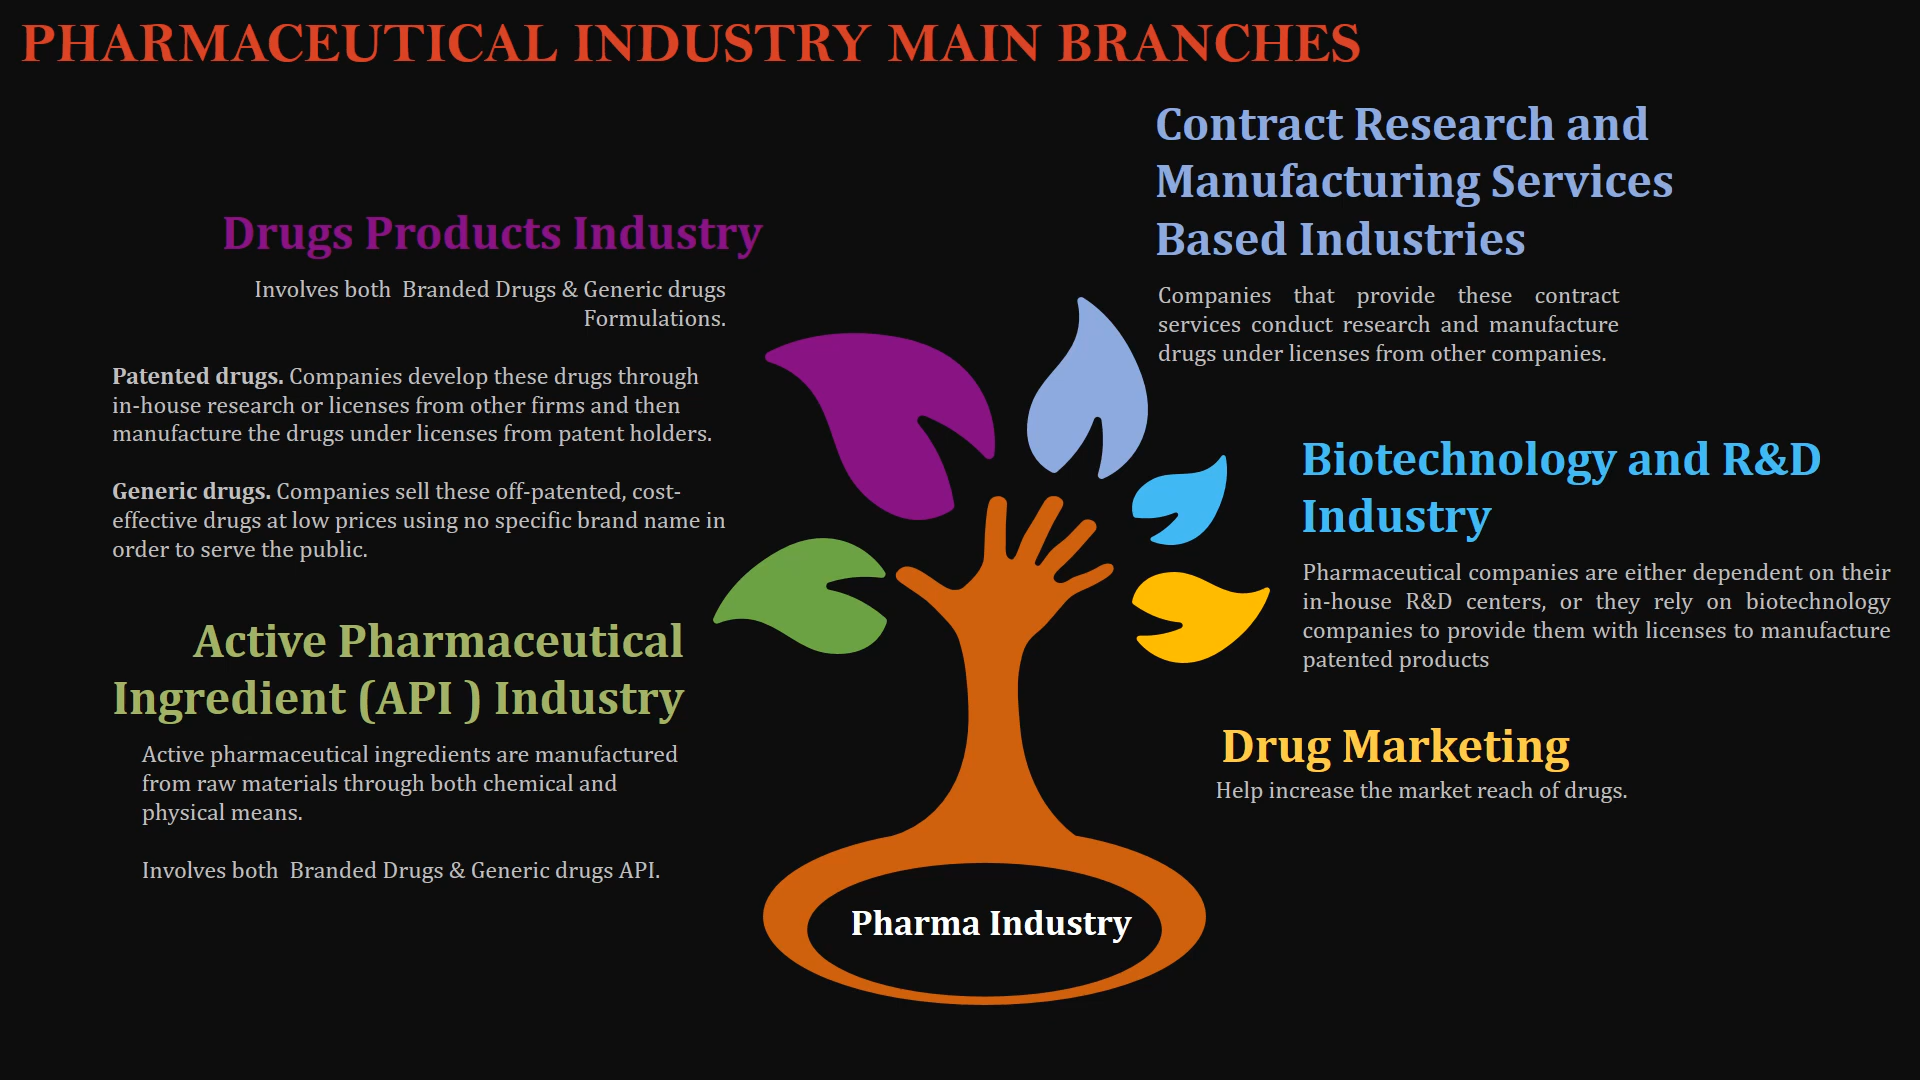 PHARMACEUTICAL INDUSTRY MAIN BRANCHES
Drugs Products Industry
Involves both  Branded Drugs & Generic drugs
Formulations.
Patented drugs. Companies develop these drugs through
in-house research or licenses from other firms and then
manufacture the drugs under licenses from patent holders.
Generic drugs. Companies sell these off-patented, cost-
effective drugs at low prices using no specific brand name in
order to serve the public.
Active Pharmaceutical
Ingredient (API ) Industry
Active pharmaceutical ingredients are manufactured
from raw materials through both chemical and
physical means.
Involves both  Branded Drugs & Generic drugs API.
Contract Research and
Manufacturing Services
Based Industries
Companies that provide these contract
services conduct research and manufacture
drugs under licenses from other companies.
Biotechnology and R&D
Industry
Pharmaceutical companies are either dependent on their
in-house R&D centers, or they rely on biotechnology
companies to provide them with licenses to manufacture
patented products
Drug Marketing
Help increase the market reach of drugs.
Pharma Industry